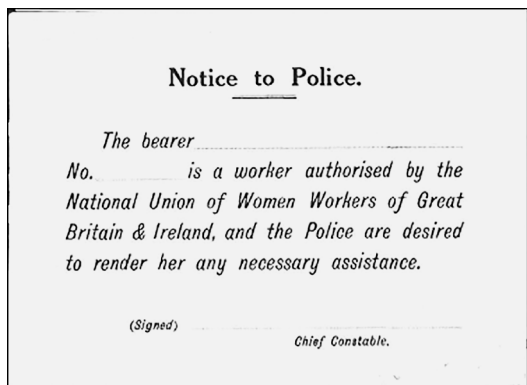 Notice to Police.
The bearer
No. is a worker authorised by the
National Union of Women Workers of Great
Britain & Ireland, and the Police are desired
to render her any necessary assistance.
(Signed)
Chief Constable.